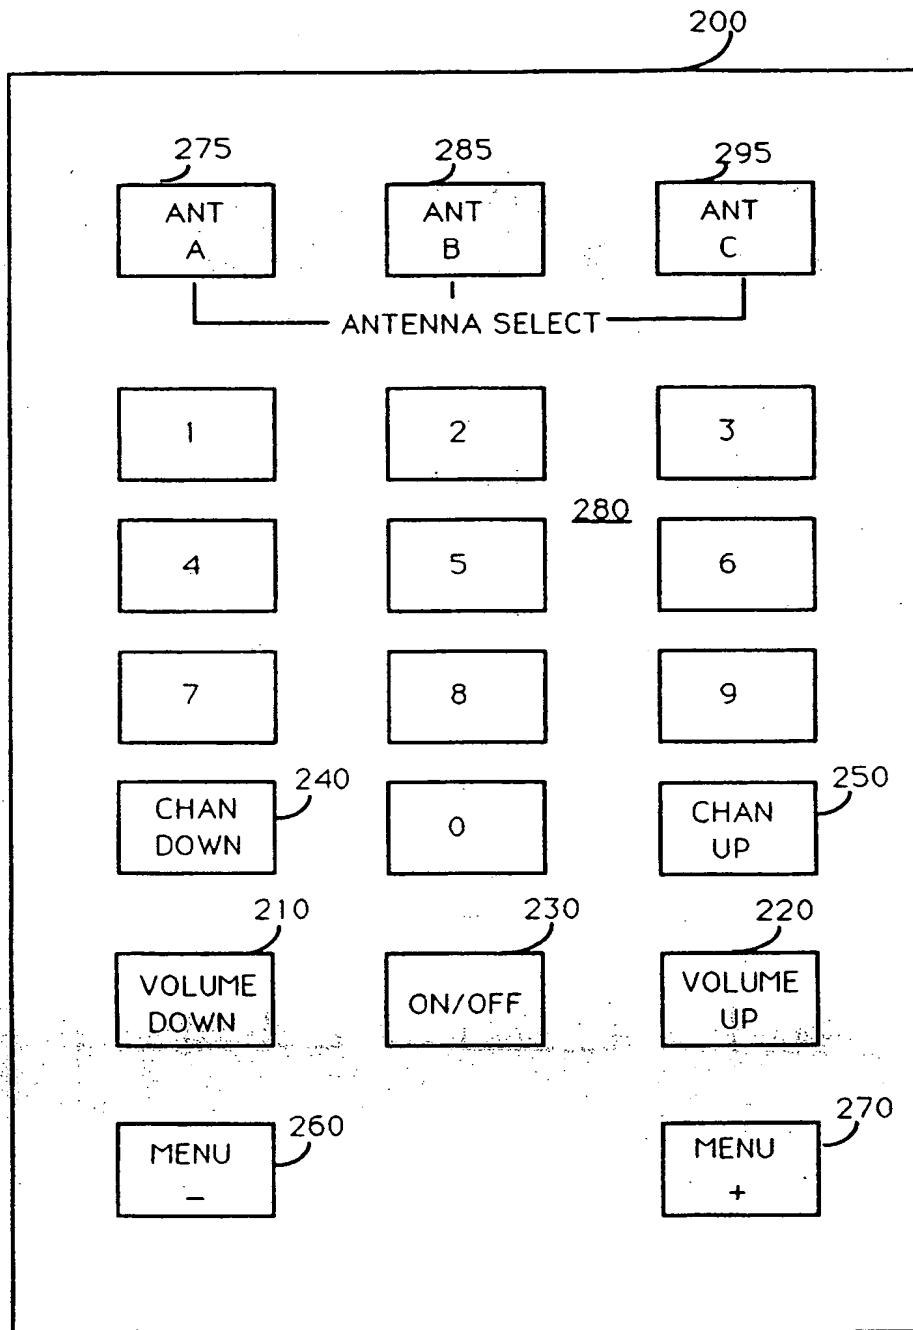 200
275 285 295
ANT ANT ANT
A B C
ANTENNA SELECT
1 2 3
280
4 5 6
7 8 9
240 250
CHAN 0 CHAN
DOWN UP
210 230 220
VOLUME ON/OFF VOLUME
DOWN UP
260 270
MENU MENU
- +